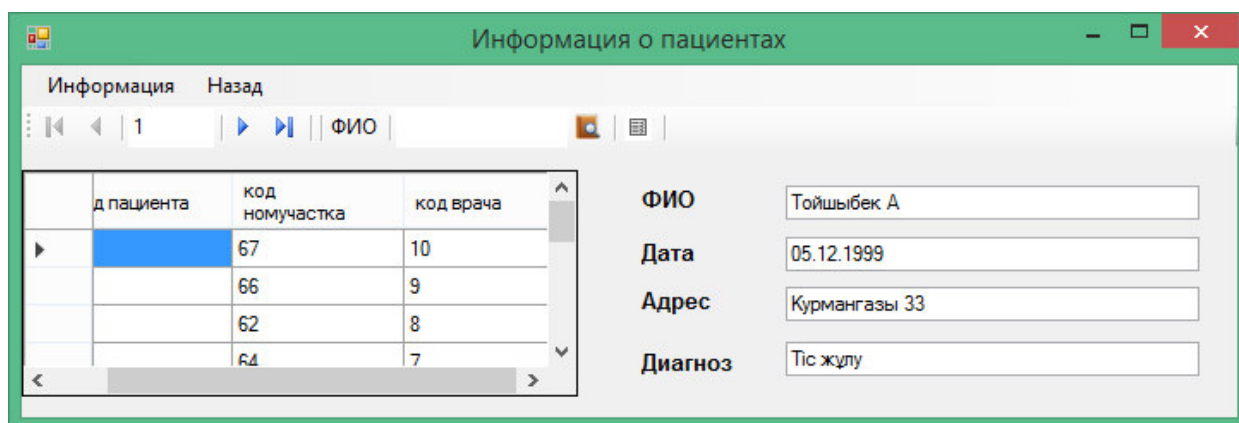 Информация о пациентах
Информация Назад
1 ФИО
д пациента код номучастка код врача
67 10
66 9
62 8
64 7
ФИО Тойшыбек А
Дата 05.12.1999
Адрес Курмангазы 33
Диагноз Тіс жұлу